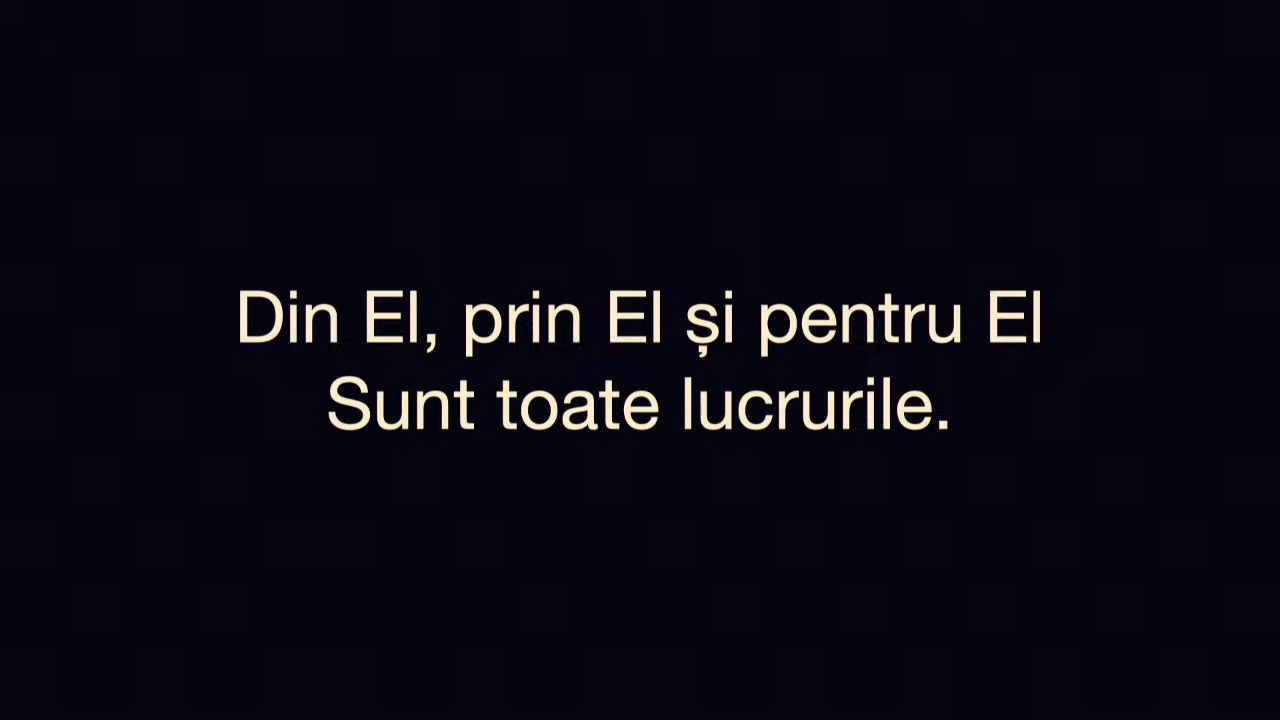 Din El, prin El și pentru El
Sunt toate lucrurile.